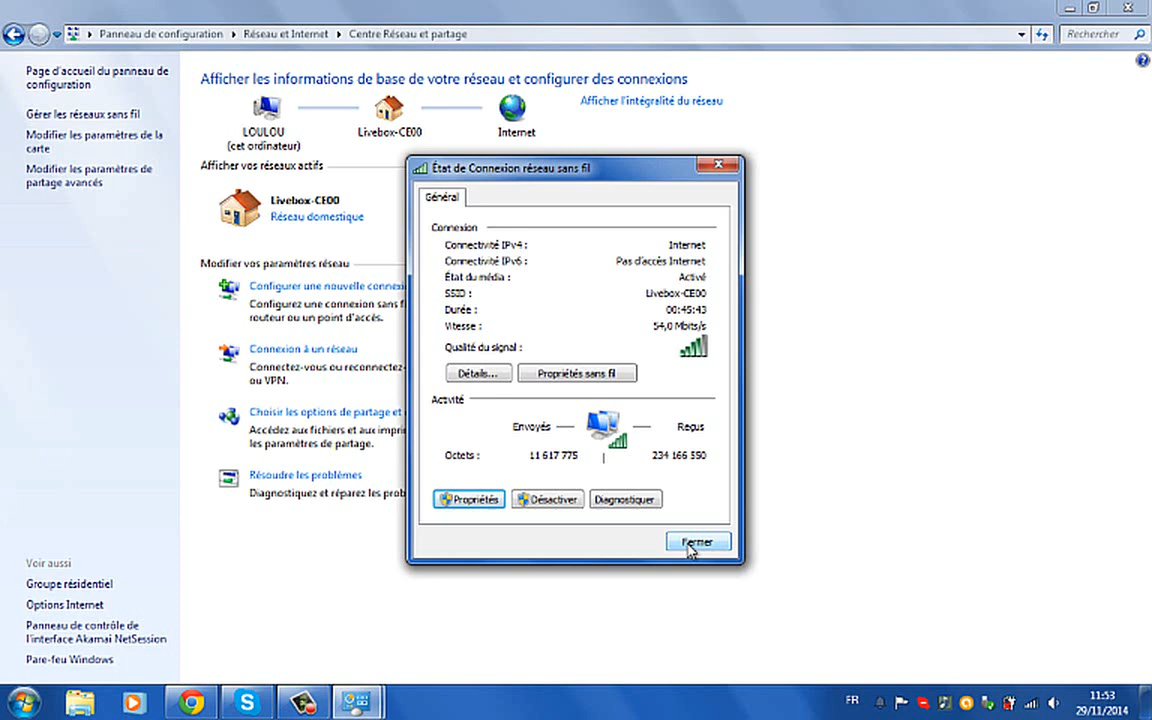 Panneau de configuration Réseau et Internet Centre Réseau et partage
Rechercher
Page d'accueil du panneau de
configuration
Gérer les réseaux sans fil
Modifier les paramètres de la
carte
Modifier les paramètres de
partage avancés
Voir aussi
Groupe résidentiel
Options Internet
Panneau de contrôle de
l'interface Akamai NetSession
Pare-feu Windows
Afficher les informations de base de votre réseau et configurer des connexions
Afficher l'intégralité du réseau
LOULOU
(cet ordinateur)
Livebox-CE00
Internet
Afficher vos réseaux actifs
Livebox-CE00
Réseau domestique
Modifier vos paramètres réseau
Configurer une nouvelle connexi
Configurez une connexion sans f
routeur ou un point d'accès.
Connexion à un réseau
Connectez-vous ou reconnectez-
ou VPN.
Choisir les options de partage et
Accédez aux fichiers et aux impri
les paramètres de partage.
Résoudre les problèmes
Diagnostiquez et réparez les prob
État de Connexion réseau sans fil
Général
Connexion
Connectivité IPv4 : Internet
Connectivité IPv6 : Pas d'accès Internet
État du média : Activé
SSID : Livebox-CE00
Durée : 00:45:43
Vitesse : 54,0 Mbits/s
Qualité du signal :
Détails... Propriétés sans fil
Activité
Envoyés — — Reçus
Octets : 11 617 775 | 234 166 550
Propriétés Désactiver Diagnostiquer
Fermer
FR
11:53
29/11/2014